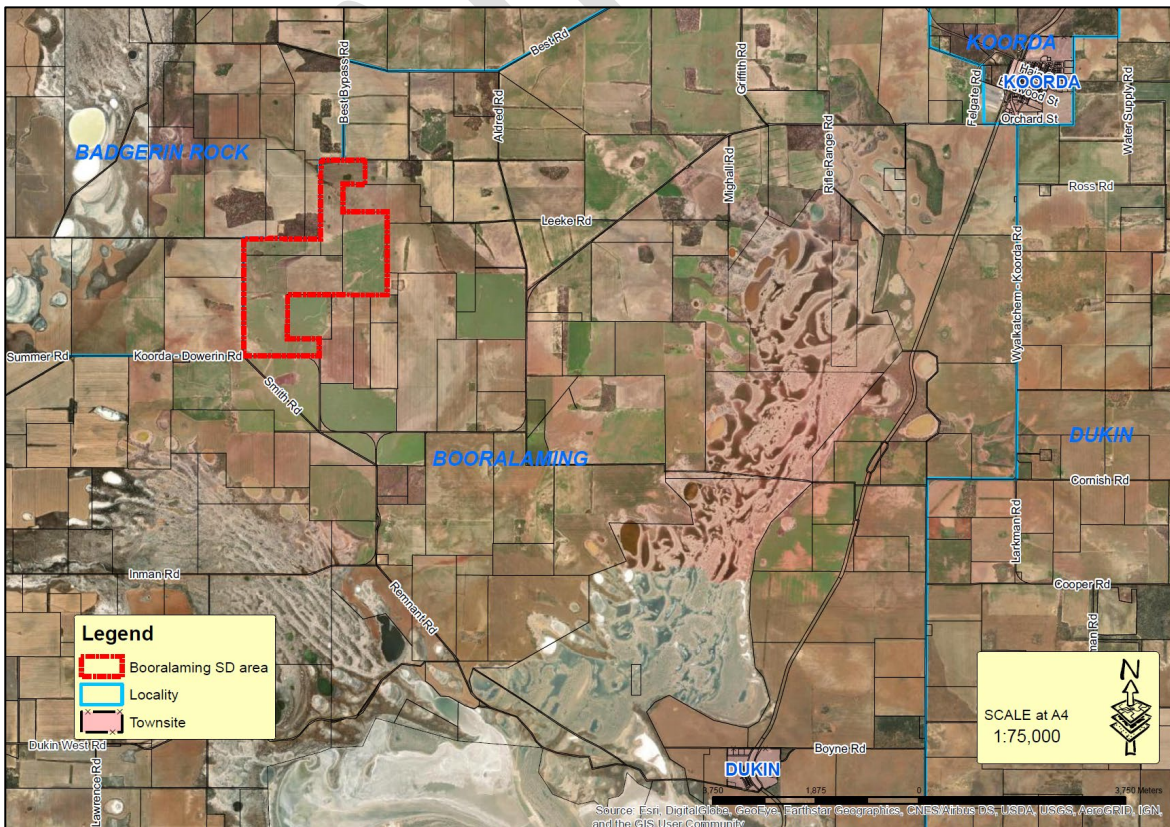 Best Bypass Rd
Best Rd
Aldred Rd
Griffith Rd
Felgate Rd
KOORDA
KOORDA
Orchard St
Water Supply Rd
BADGERIN ROCK
Mighall Rd
Rifle Range Rd
Ross Rd
Leeke Rd
Wyalkatchem - Koorda Rd
Summer Rd
Koorda - Dowerin Rd
Smith Rd
BOORALAMING
DUKIN
Cornish Rd
Larkman Rd
Inman Rd
Cooper Rd
Remnant Rd
Legend
Booralaming SD area
Locality
Townsite
N
SCALE at A4
1:75,000
Dukin West Rd
Lawrence Rd
Boyne Rd
DUKIN
3,750 1,875 0 3,750 Meters
Source: Esri, DigitalGlobe, GeoEye, Earthstar Geographics, CNES/Airbus DS, USDA, USGS, AeroGRID, IGN,
and the GIS User Community